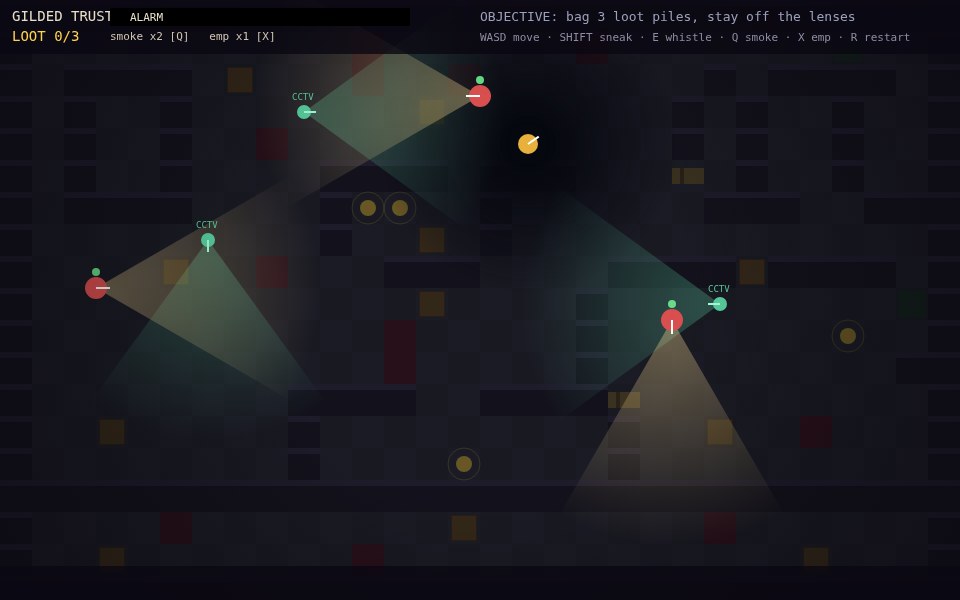 GILDED TRUST ALARM
OBJECTIVE: bag 3 loot piles, stay off the lenses
LOOT 0/3 smoke x2 [Q] emp x1 [X]
WASD move · SHIFT sneak · E whistle · Q smoke · X emp · R restart
CCTV
CCTV
CCTV